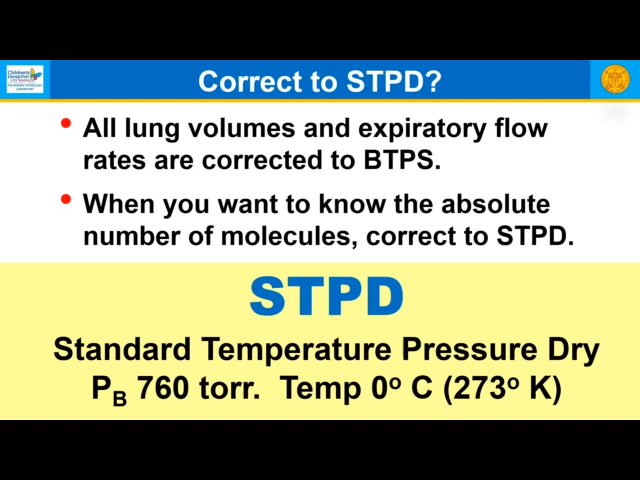 Correct to STPD?
• All lung volumes and expiratory flow
rates are corrected to BTPS.
• When you want to know the absolute
number of molecules, correct to STPD.
STPD
Standard Temperature Pressure Dry
PB 760 torr. Temp 0º C (273º K)